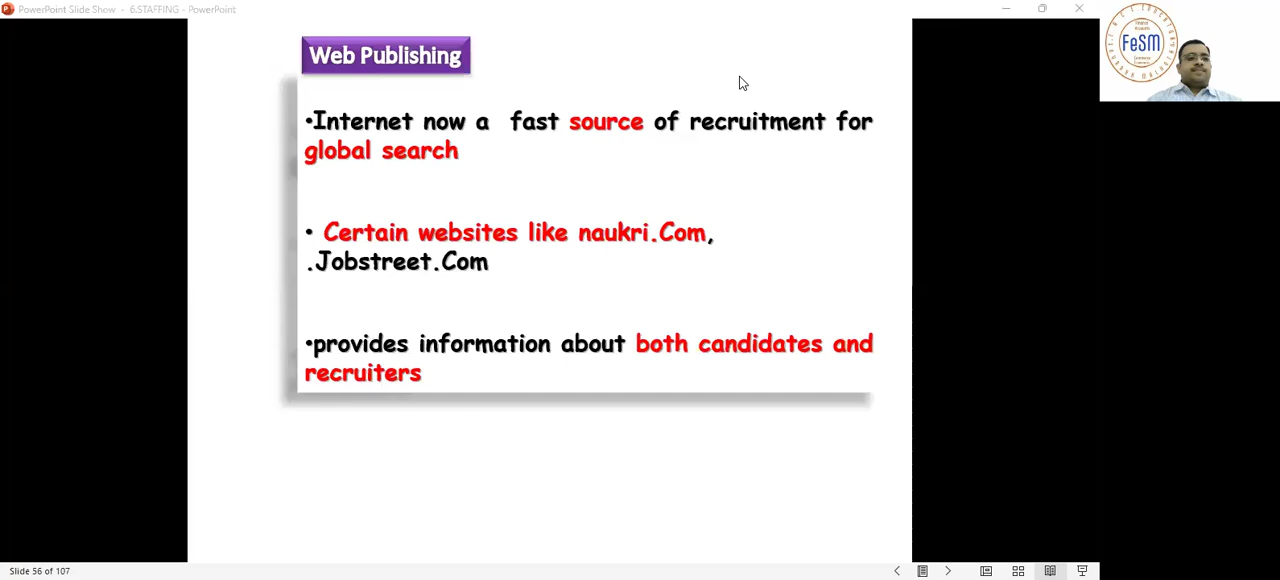 PowerPoint Slide Show - 6.STAFFING - PowerPoint
FeSM
Web Publishing
•Internet now a fast source of recruitment for
global search
• Certain websites like naukri.Com,
.Jobstreet.Com
•provides information about both candidates and
recruiters
Slide 56 of 107